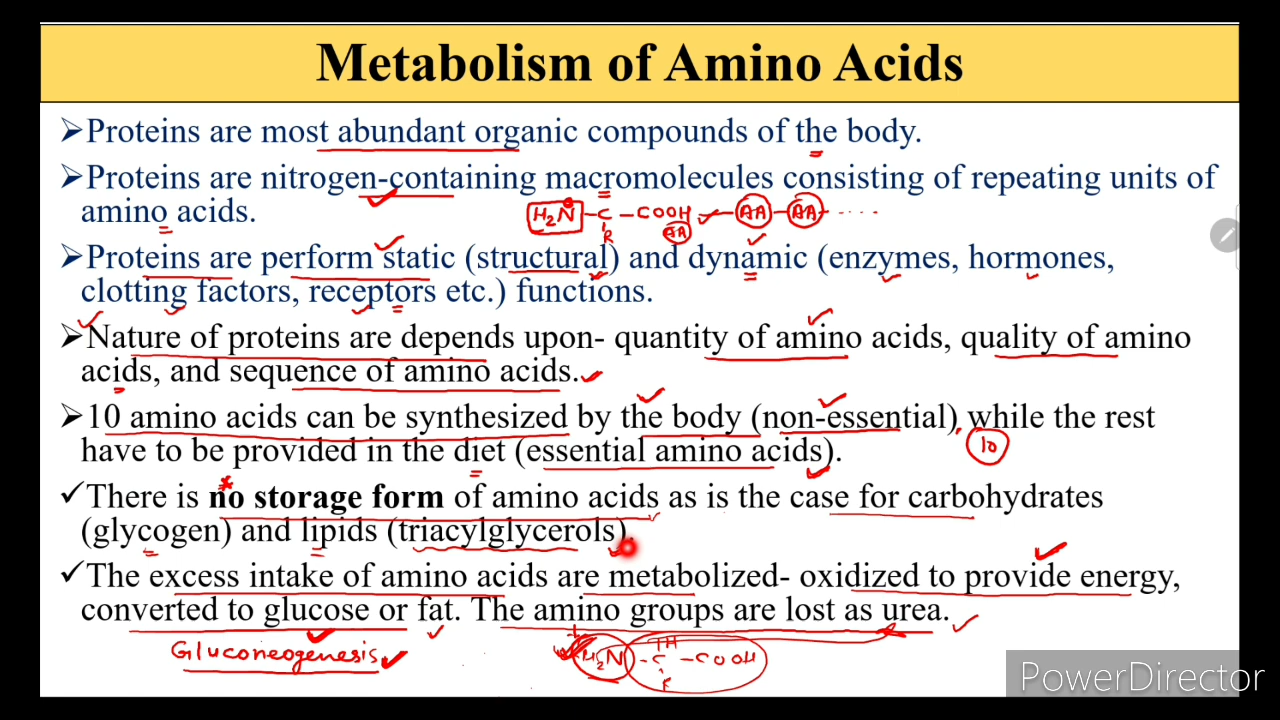 Metabolism of Amino Acids
➢Proteins are most abundant organic compounds of the body.
➢Proteins are nitrogen-containing macromolecules consisting of repeating units of
amino acids.
H₂N – C – COOH – AA – AA ....
R
AA
➢Proteins are perform static (structural) and dynamic (enzymes, hormones,
clotting factors, receptors etc.) functions.
➢Nature of proteins are depends upon- quantity of amino acids, quality of amino
acids, and sequence of amino acids.
➢10 amino acids can be synthesized by the body (non-essential), while the rest
have to be provided in the diet (essential amino acids).
10
✓There is no storage form of amino acids as is the case for carbohydrates
(glycogen) and lipids (triacylglycerols).
✓The excess intake of amino acids are metabolized- oxidized to provide energy,
converted to glucose or fat. The amino groups are lost as urea.
Gluconeogenesis
H
H₂N – C – COOH
R
PowerDirector